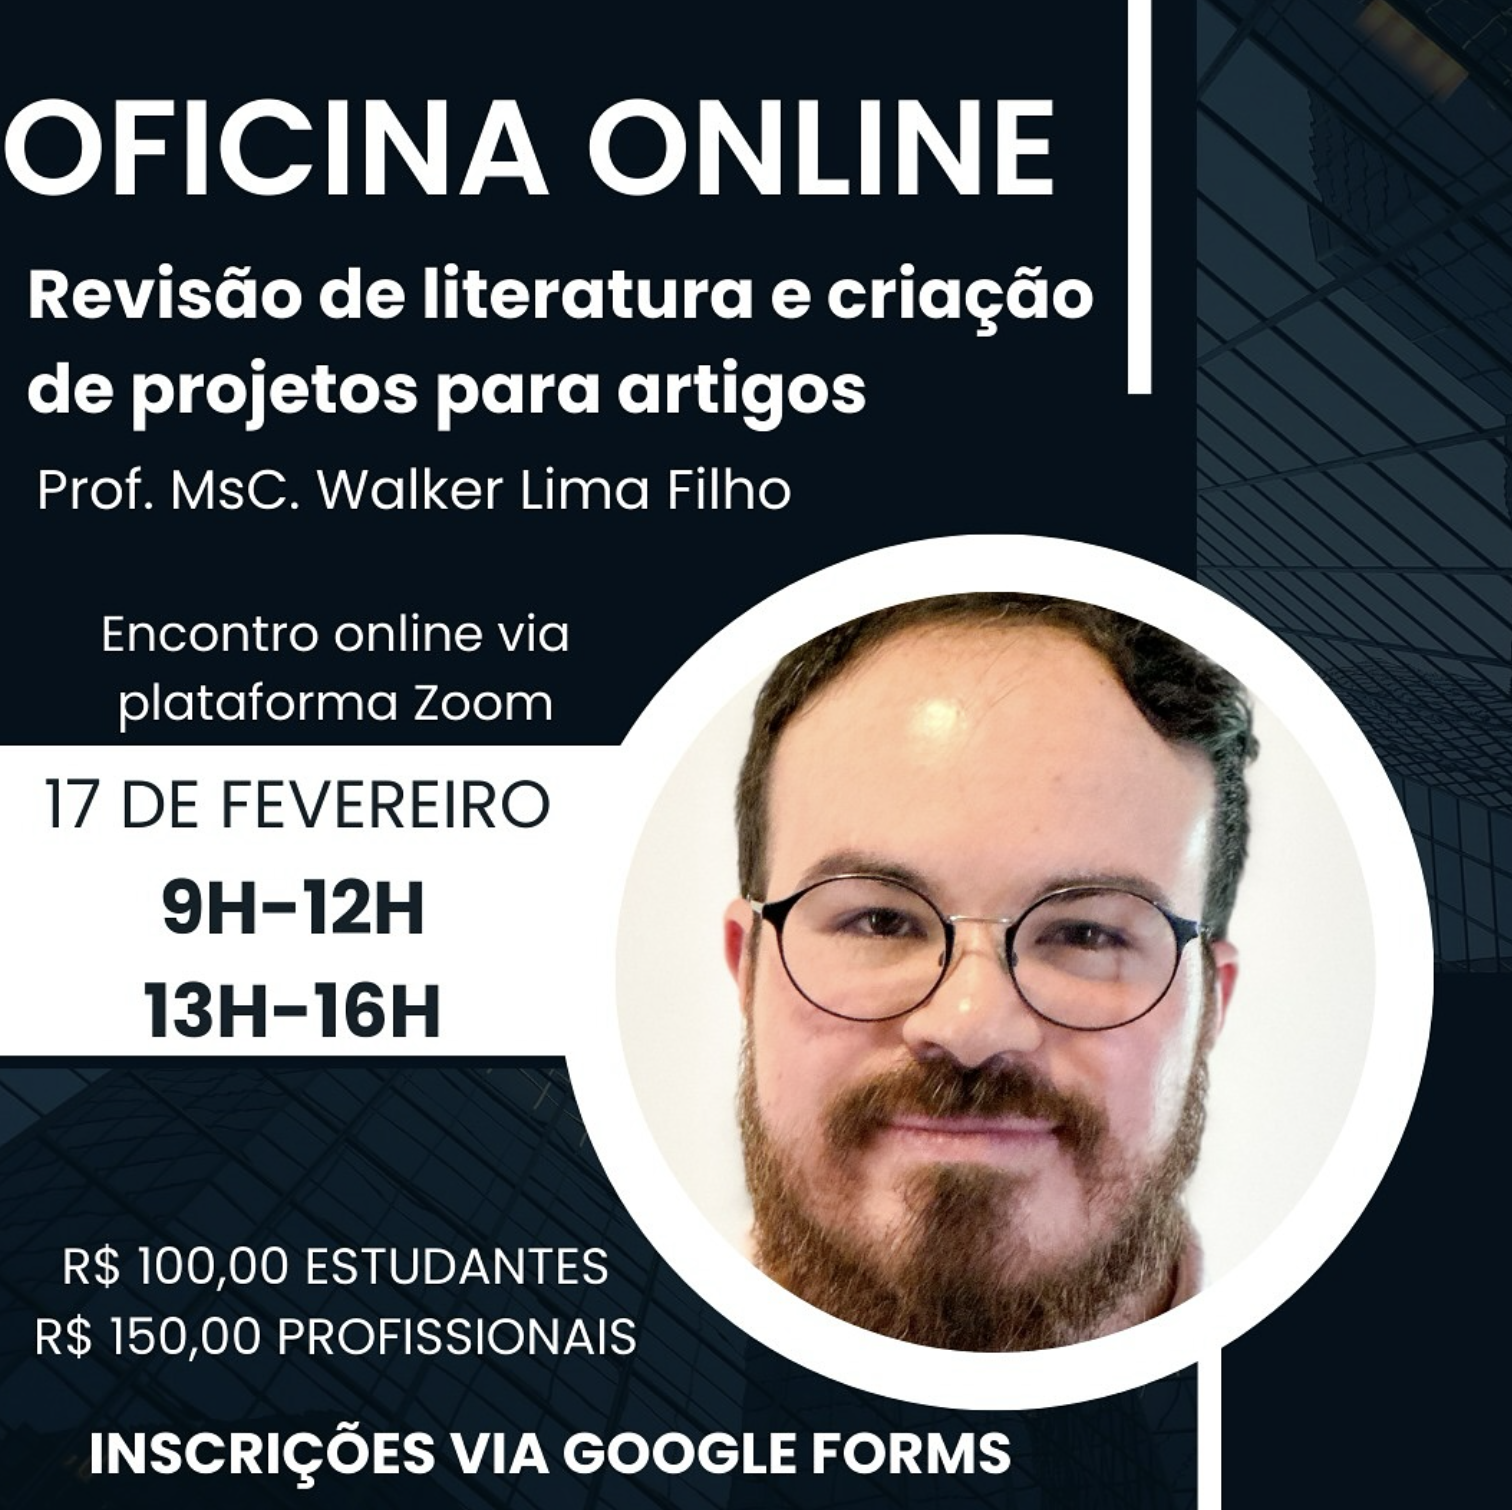 OFICINA ONLINE
Revisão de literatura e criação
de projetos para artigos
Prof. MsC. Walker Lima Filho
Encontro online via
plataforma Zoom
17 DE FEVEREIRO
9H-12H
13H-16H
R$ 100,00 ESTUDANTES
R$ 150,00 PROFISSIONAIS
INSCRIÇÕES VIA GOOGLE FORMS